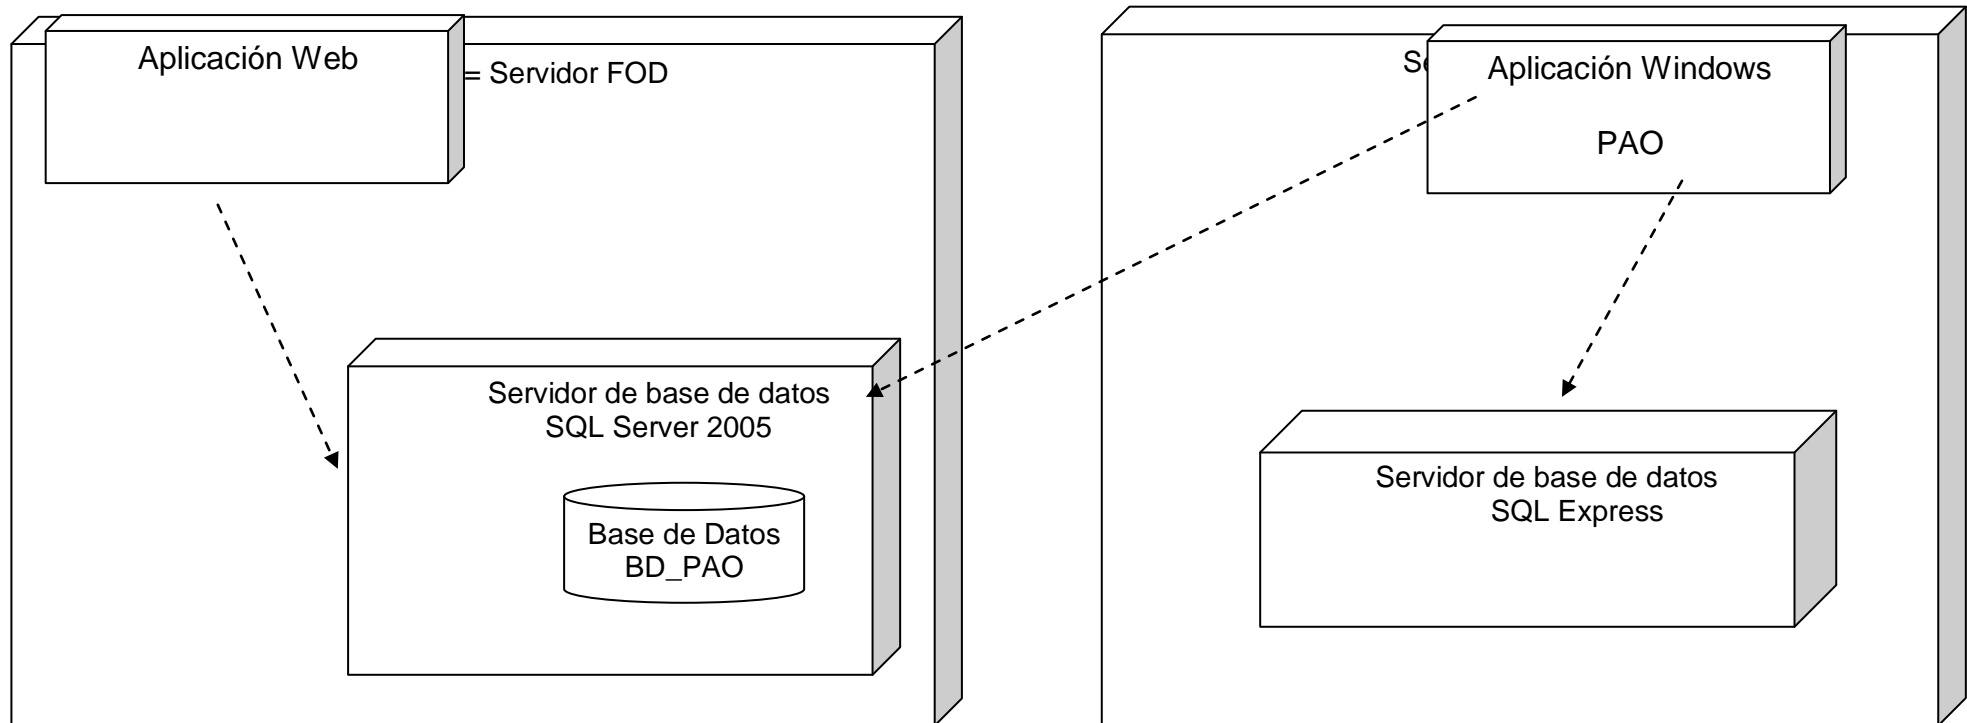 Aplicación Web
= Servidor FOD
Servidor de base de datos
SQL Server 2005
Base de Datos
BD_PAO
Aplicación Windows
PAO
Servidor de base de datos
SQL Express